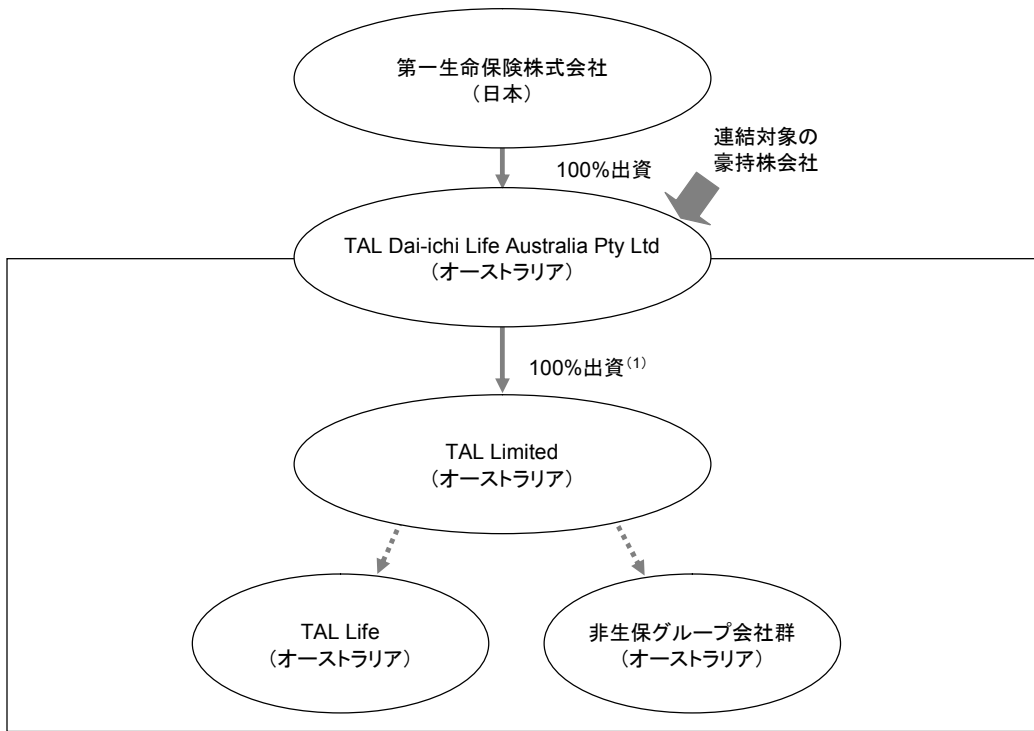 第一生命保険株式会社
(日本)
連結対象の
豪持株会社
100%出資
TAL Dai-ichi Life Australia Pty Ltd
(オーストラリア)
100%出資(1)
TAL Limited
(オーストラリア)
TAL Life
(オーストラリア)
非生保グループ会社群
(オーストラリア)